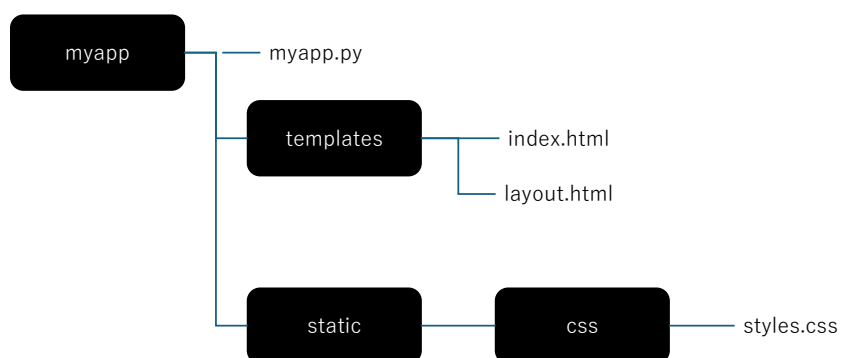 myapp
myapp.py
templates
index.html
layout.html
static
css
styles.css